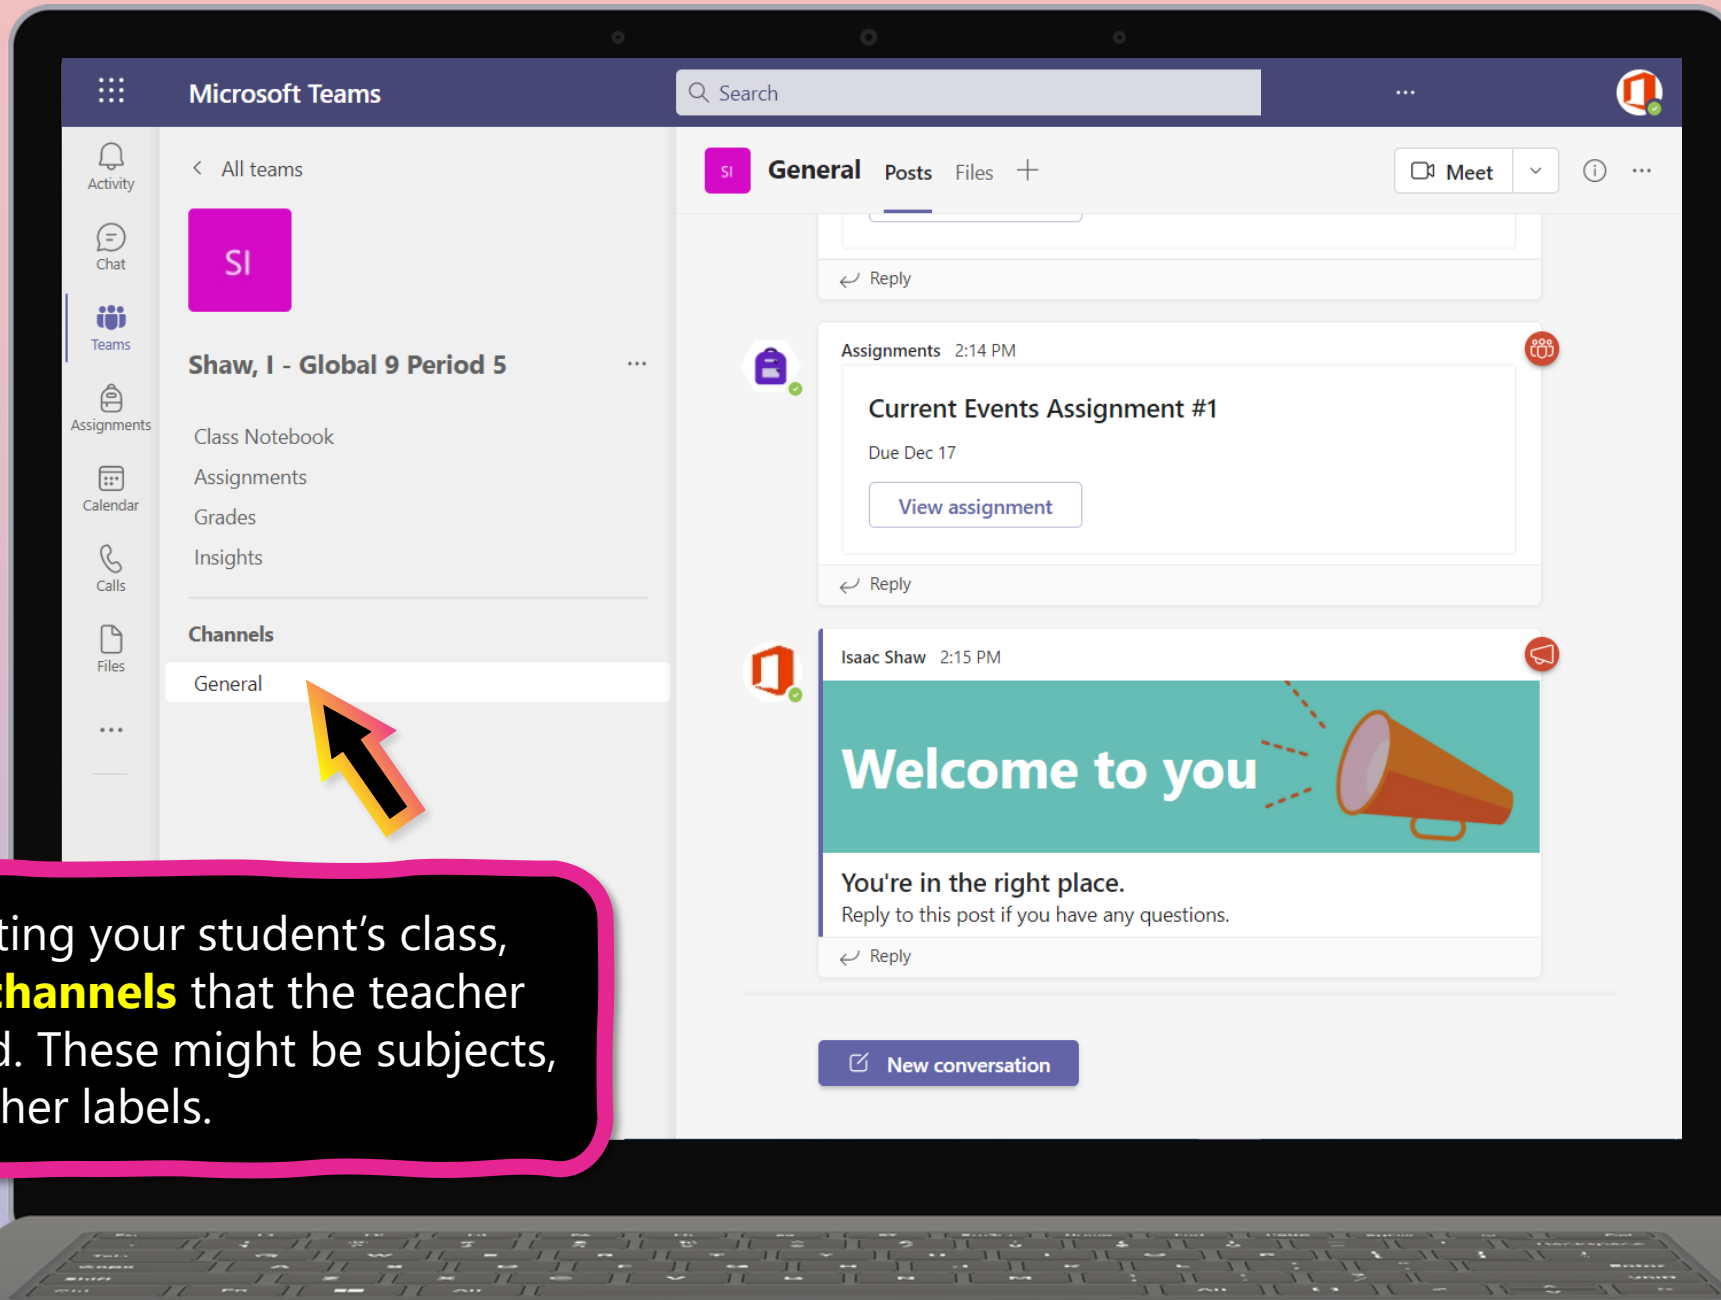 Microsoft Teams
Search
Activity
Chat
Teams
Assignments
Calendar
Calls
Files
All teams
SI
Shaw, I - Global 9 Period 5
Class Notebook
Assignments
Grades
Insights
Channels
General
SI General Posts Files
Meet
Reply
Assignments 2:14 PM
Current Events Assignment #1
Due Dec 17
View assignment
Reply
Isaac Shaw 2:15 PM
Welcome to you
You're in the right place.
Reply to this post if you have any questions.
Reply
New conversation
your student’s class,
channels that the teacher
These might be subjects,
labels.